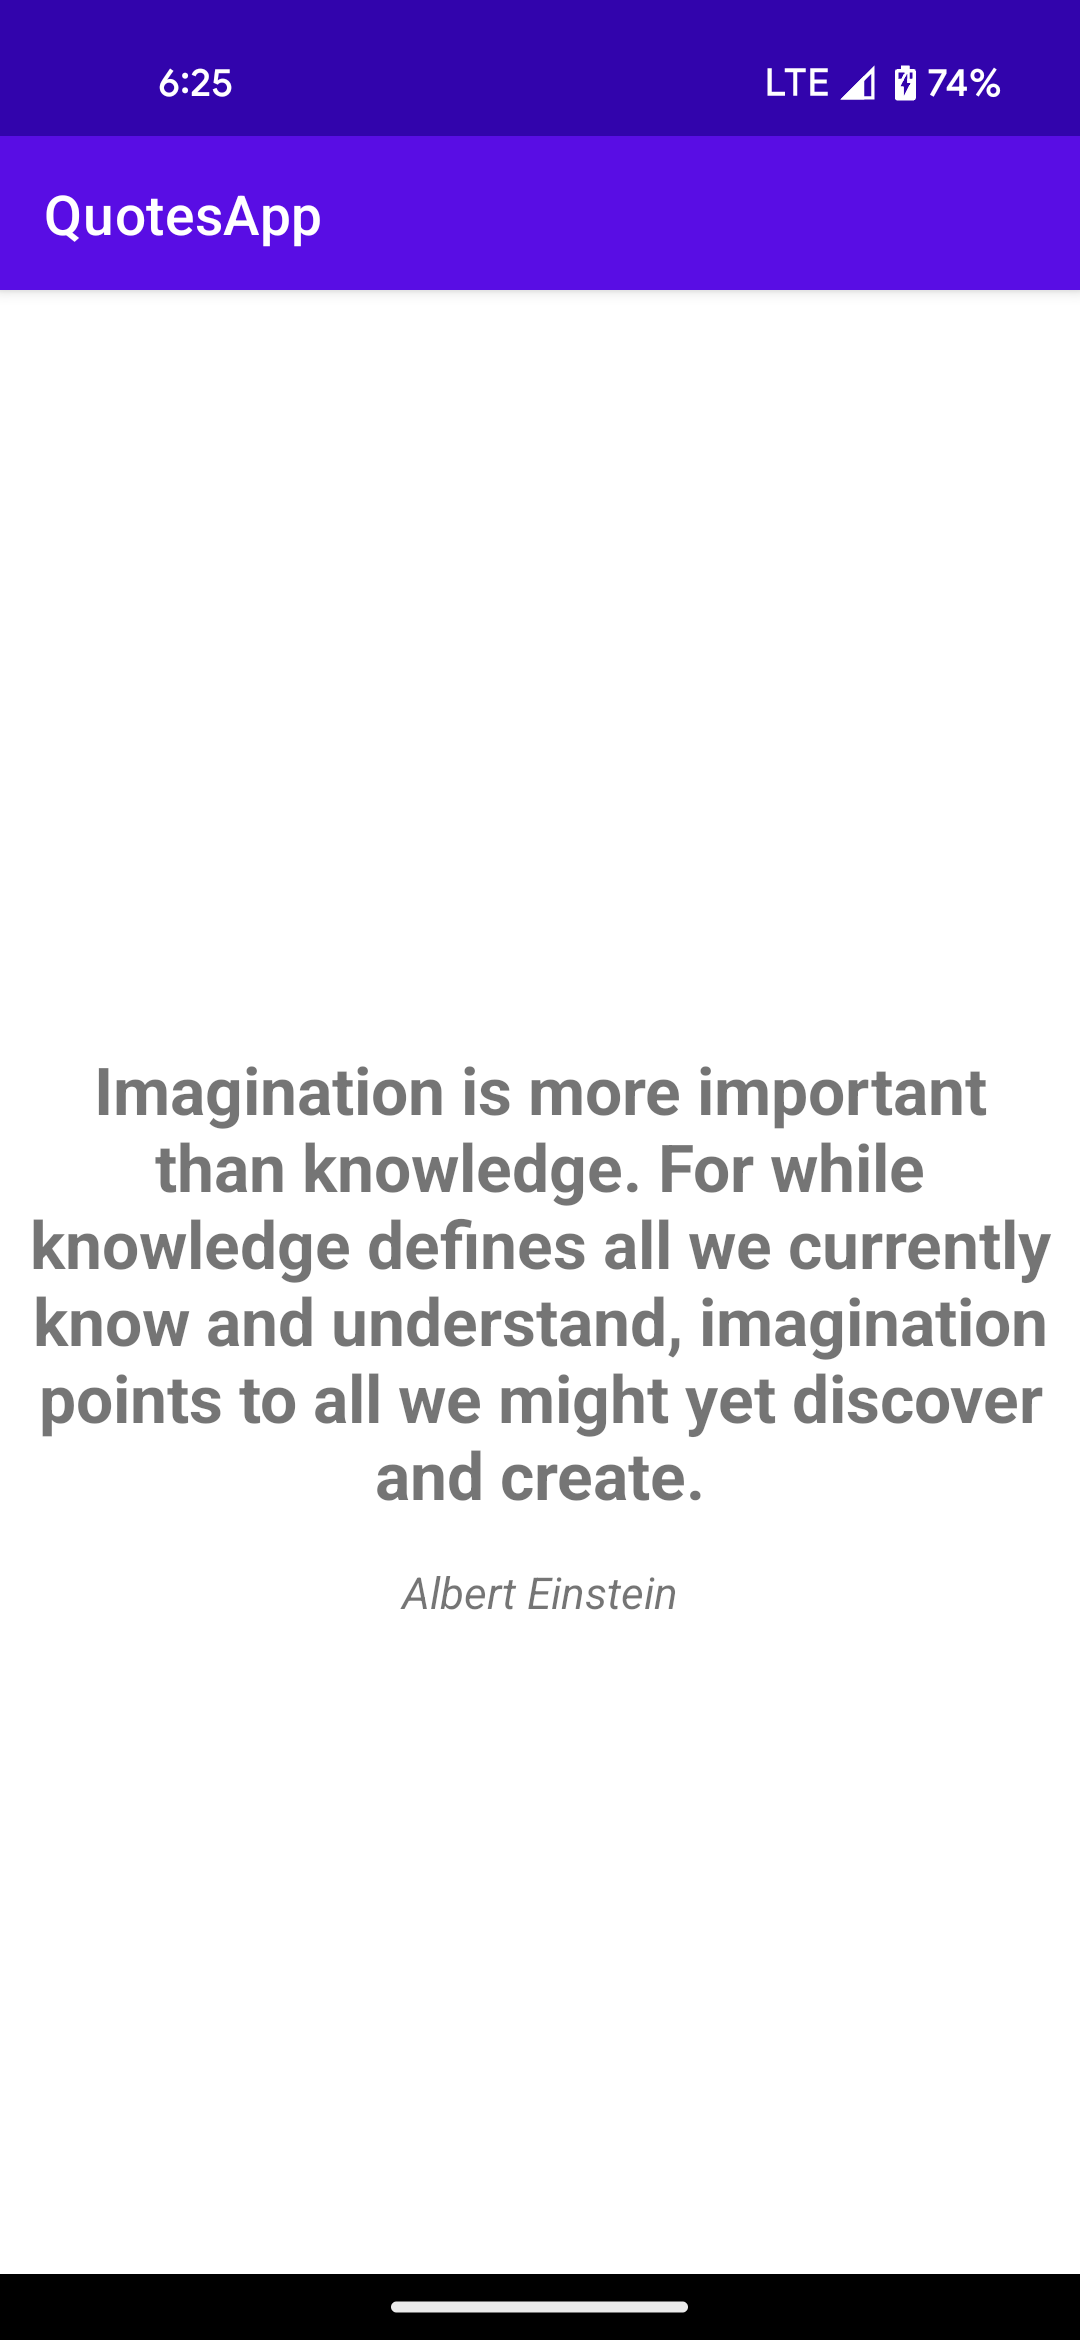 6:25
LTE 74%
QuotesApp
Imagination is more important
than knowledge. For while
knowledge defines all we currently
know and understand, imagination
points to all we might yet discover
and create.
Albert Einstein